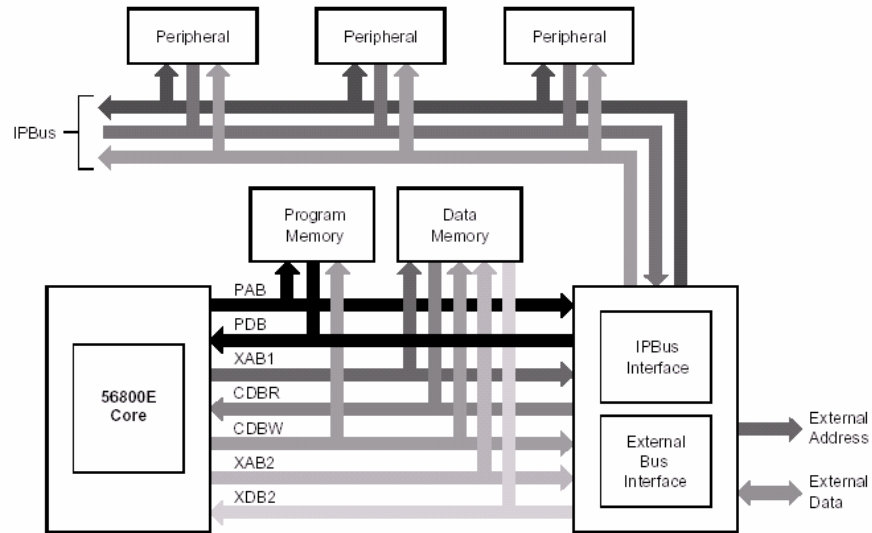 Peripheral
Peripheral
Peripheral
IPBus
Program
Memory
Data
Memory
PAB
PDB
XAB1
CDBR
CDBW
XAB2
XDB2
56800E
Core
IPBus
Interface
External
Bus
Interface
External
Address
External
Data